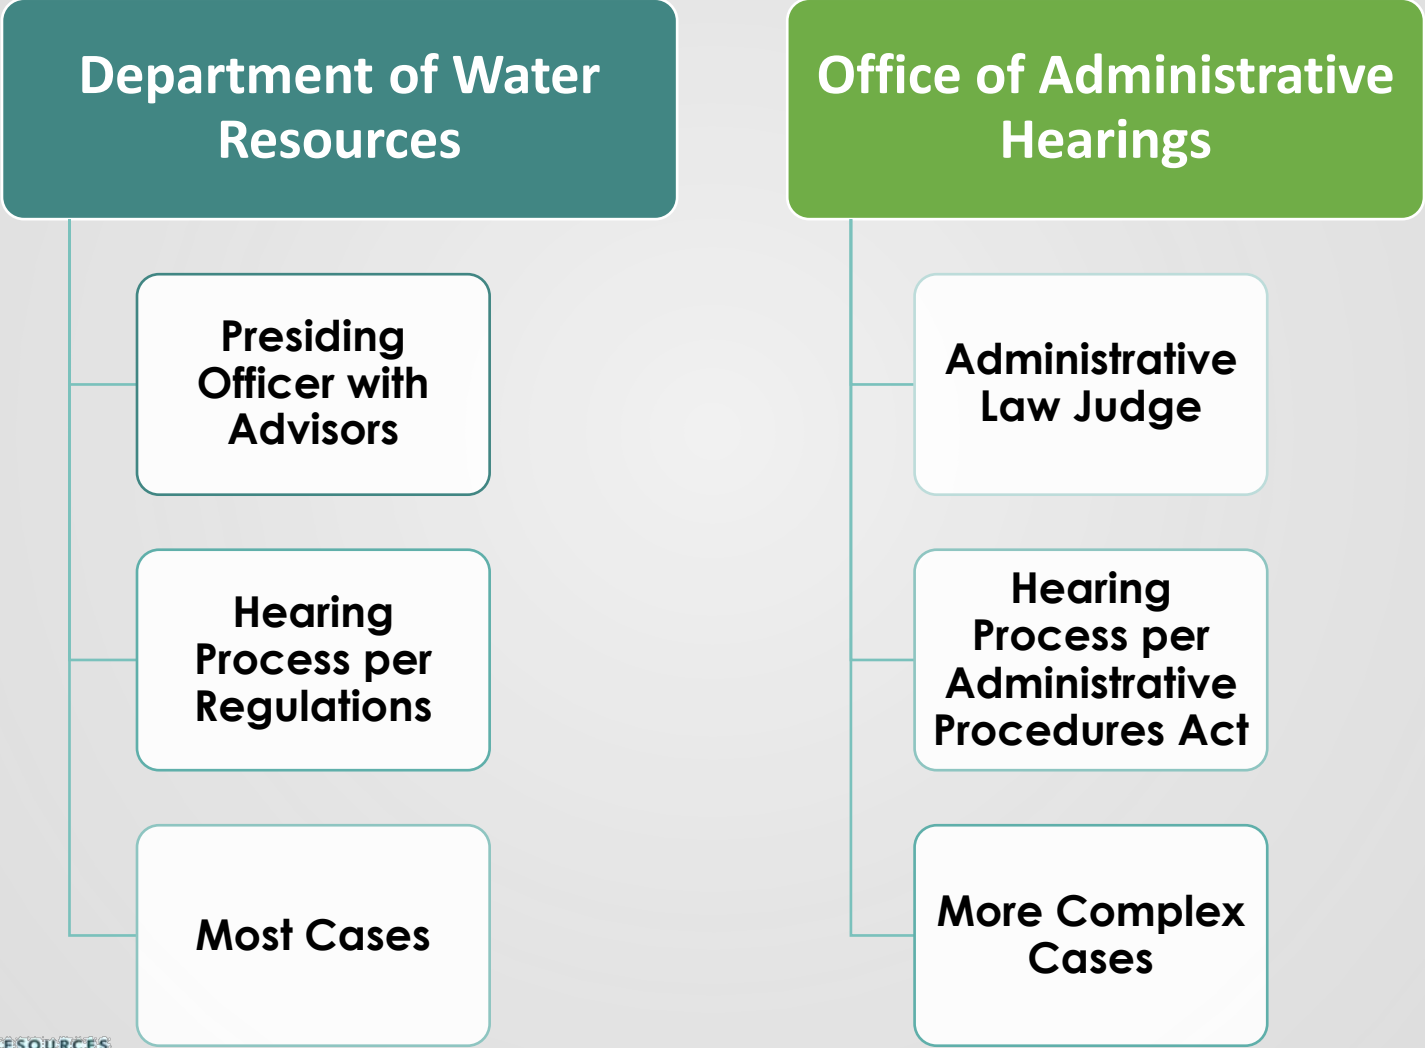 Department of Water
Resources
Presiding
Officer with
Advisors
Hearing
Process per
Regulations
Most Cases
Office of Administrative
Hearings
Administrative
Law Judge
Hearing
Process per
Administrative
Procedures Act
More Complex
Cases
ESOURCES